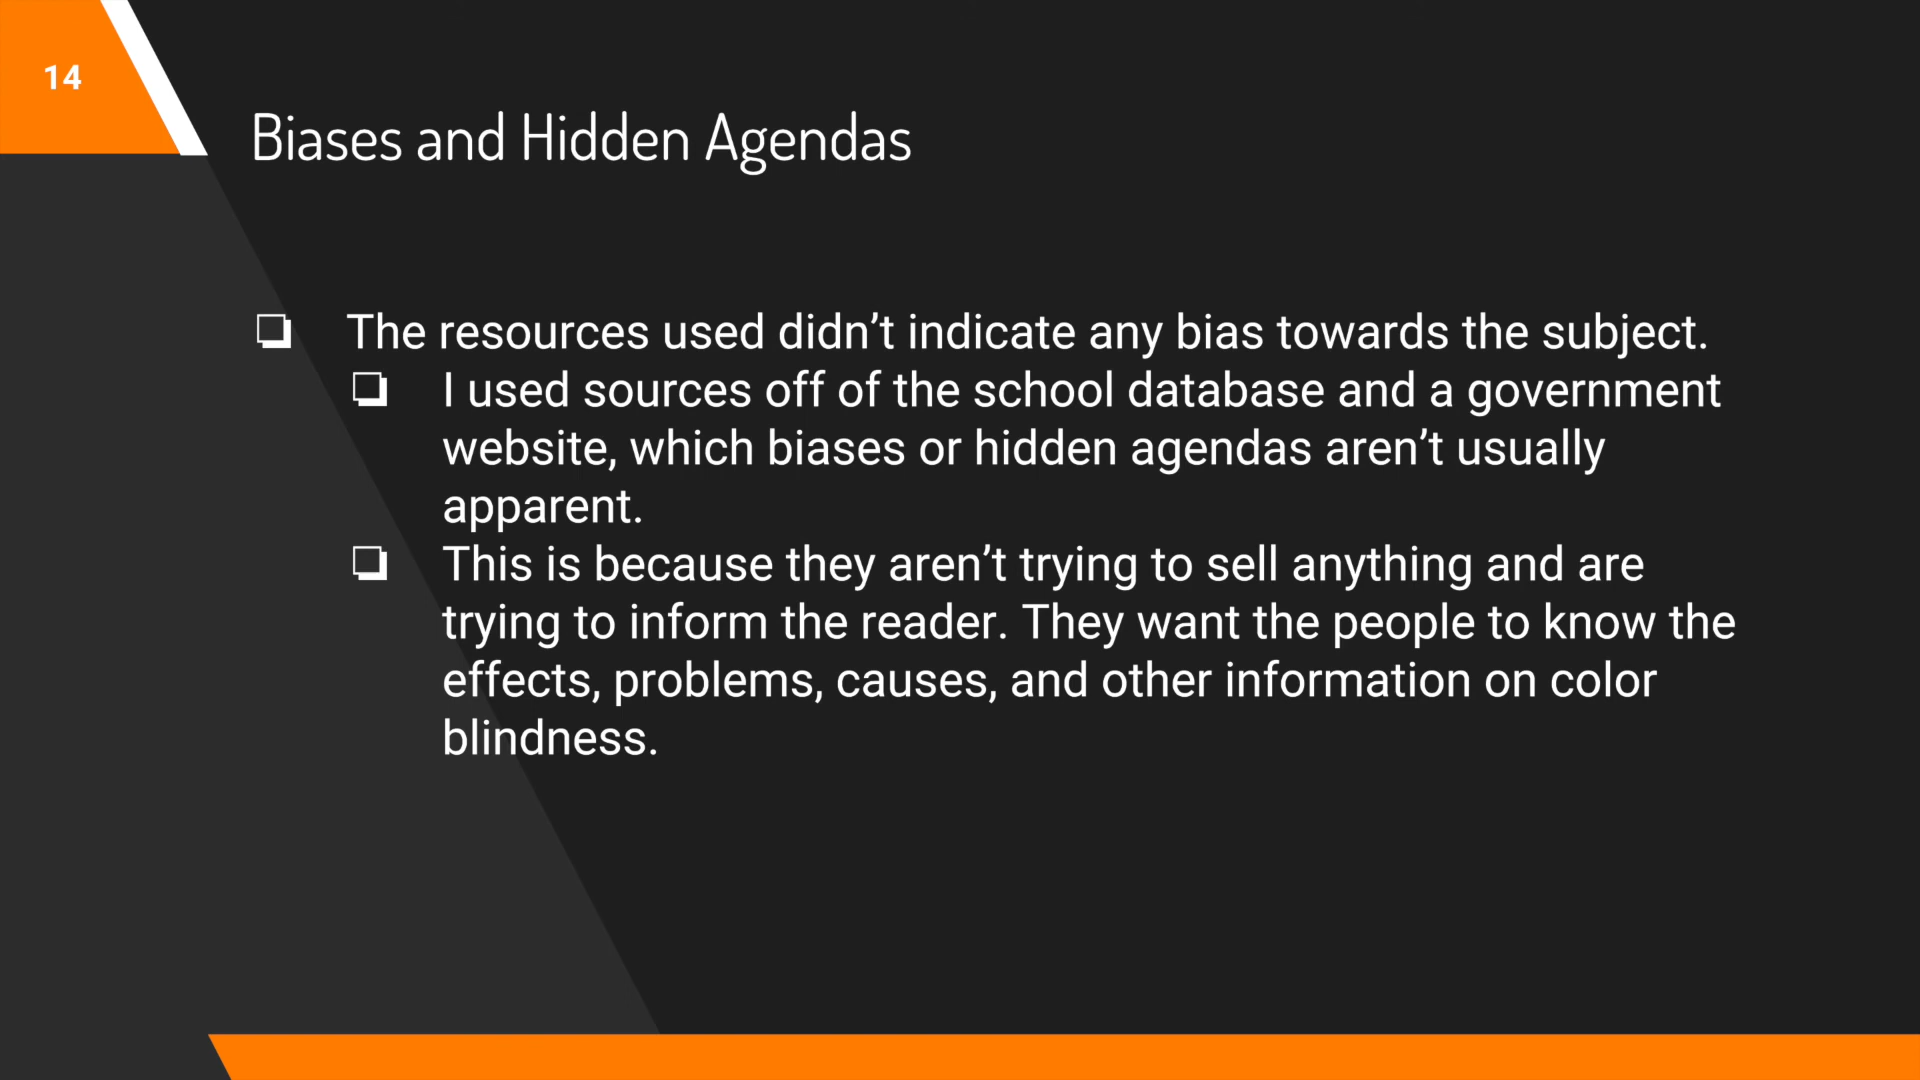 14
Biases and Hidden Agendas
❏ The resources used didn’t indicate any bias towards the subject.
❏ I used sources off of the school database and a government
website, which biases or hidden agendas aren’t usually
apparent.
❏ This is because they aren’t trying to sell anything and are
trying to inform the reader. They want the people to know the
effects, problems, causes, and other information on color
blindness.